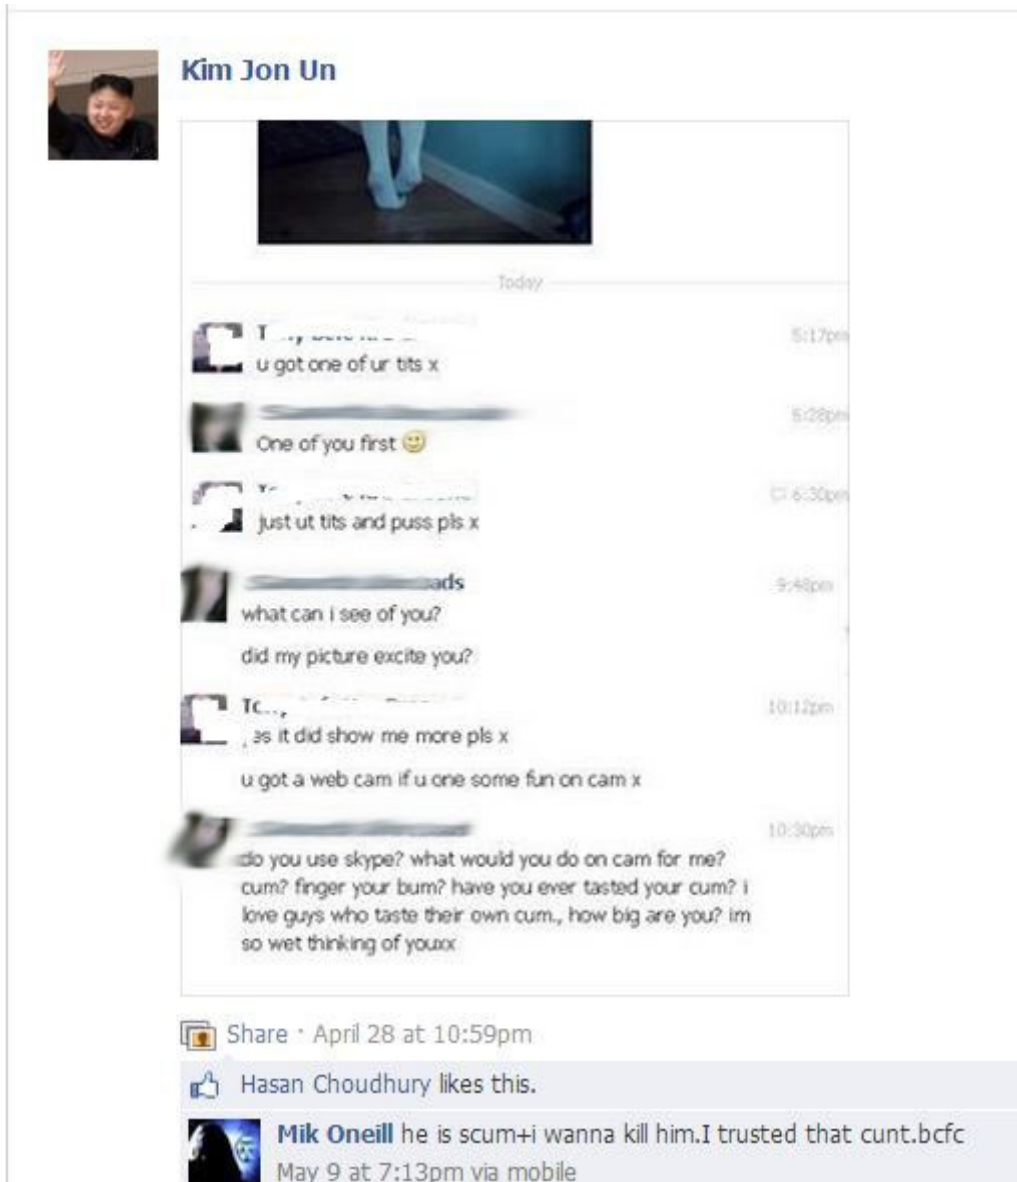 Kim Jon Un
Today
5:17pm
u got one of ur tits x
One of you first
6:30pm
just ut tits and puss pls x
ads
9:48pm
what can i see of you?
did my picture excite you?
10:12pm
it did show me more pls x
u got a web cam if u one some fun on cam x
10:30pm
do you use skype? what would you do on cam for me?
cum? finger your bum? have you ever tasted your cum? i
love guys who taste their own cum., how big are you? im
so wet thinking of youxx
Share · April 28 at 10:59pm
Hasan Choudhury likes this.
Mik Oneill he is scum+i wanna kill him.I trusted that cunt.bcfc
May 9 at 7:13pm via mobile